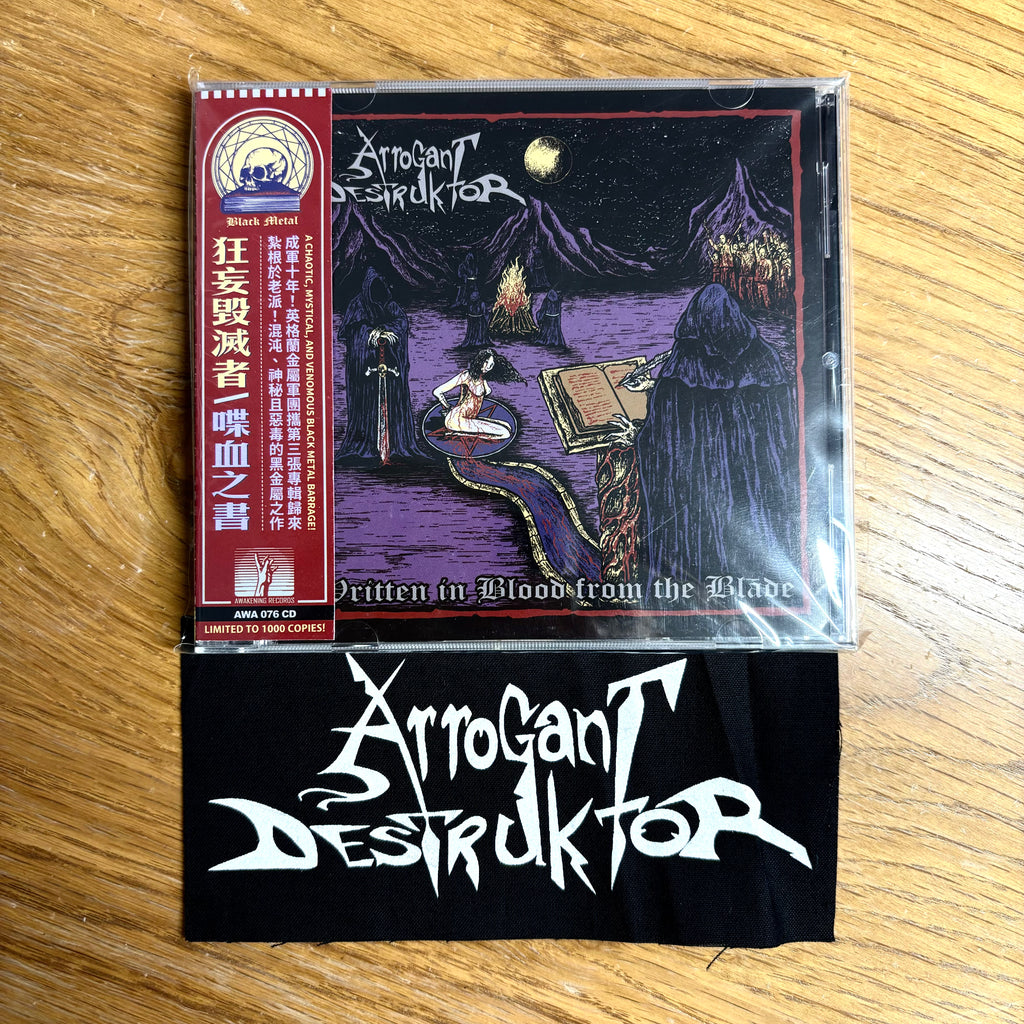 Black Metal
狂妄毀滅者/喋血之書
A CHAOTIC, MYSTICAL, AND VENOMOUS BLACK METAL BARRAGE!
成軍十年!英格蘭金屬軍團攜第三張專輯歸來
紮根於老派!混沌、神秘且惡毒的黑金屬之作
AWAKENING RECORDS
AWA 076 CD
LIMITED TO 1000 COPIES!
ArroganT
DESTRUKTOR
Written in Blood from the Blade
ArroganT
DESTRUKTOR